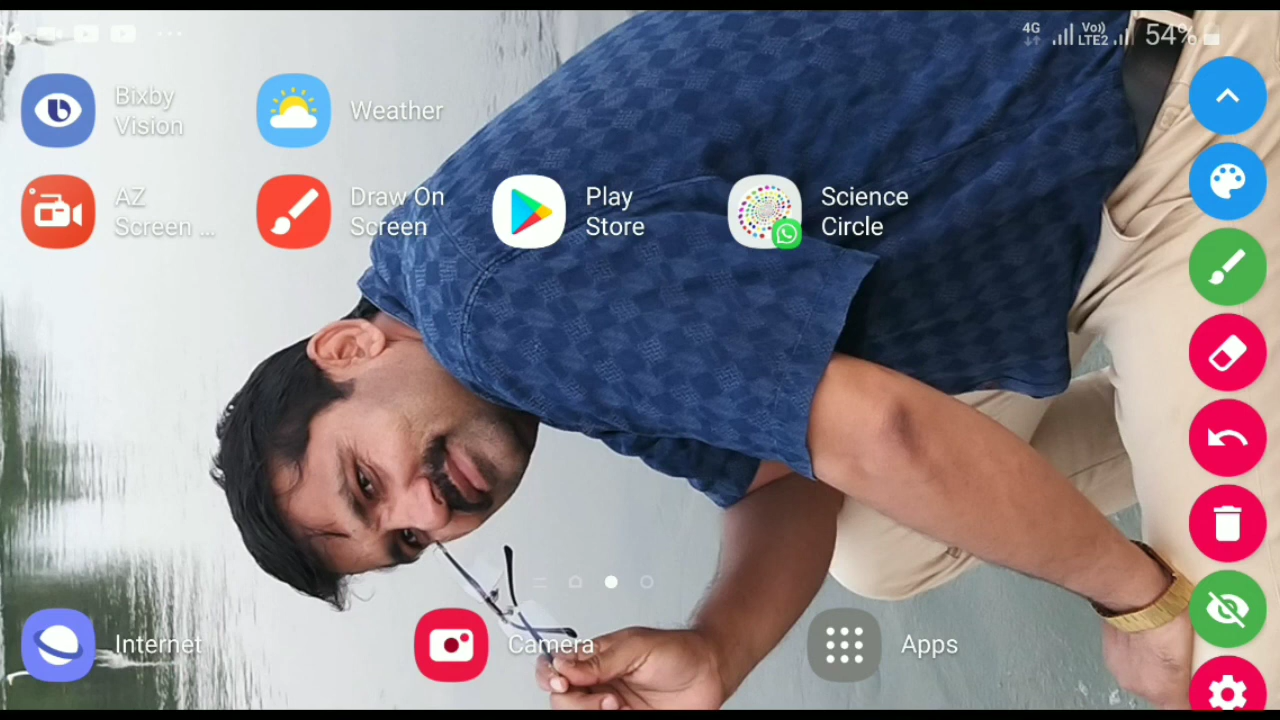 4G
Vo))
LTE2
54%
Bixby
Vision
Weather
AZ
Screen ...
Draw On
Screen
Play
Store
Science
Circle
Internet
Camera
Apps